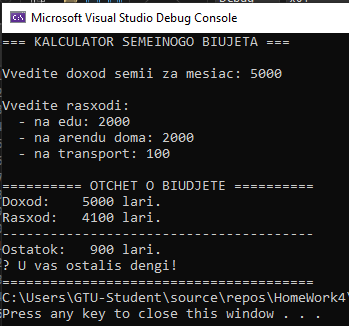 Microsoft Visual Studio Debug Console
=== KALCULATOR SEMEINOGO BIUJETA ===
Vvedite doxod semii za mesiac: 5000
Vvedite rasxodi:
- na edu: 2000
- na arendu doma: 2000
- na transport: 100
========== OTCHET O BIUDJETE ==========
Doxod:    5000 lari.
Rasxod:   4100 lari.
---------------------------------------
Ostatok:   900 lari.
? U vas ostalis dengi!
=======================================
C:\Users\GTU-Student\source\repos\HomeWork4\
Press any key to close this window . . .